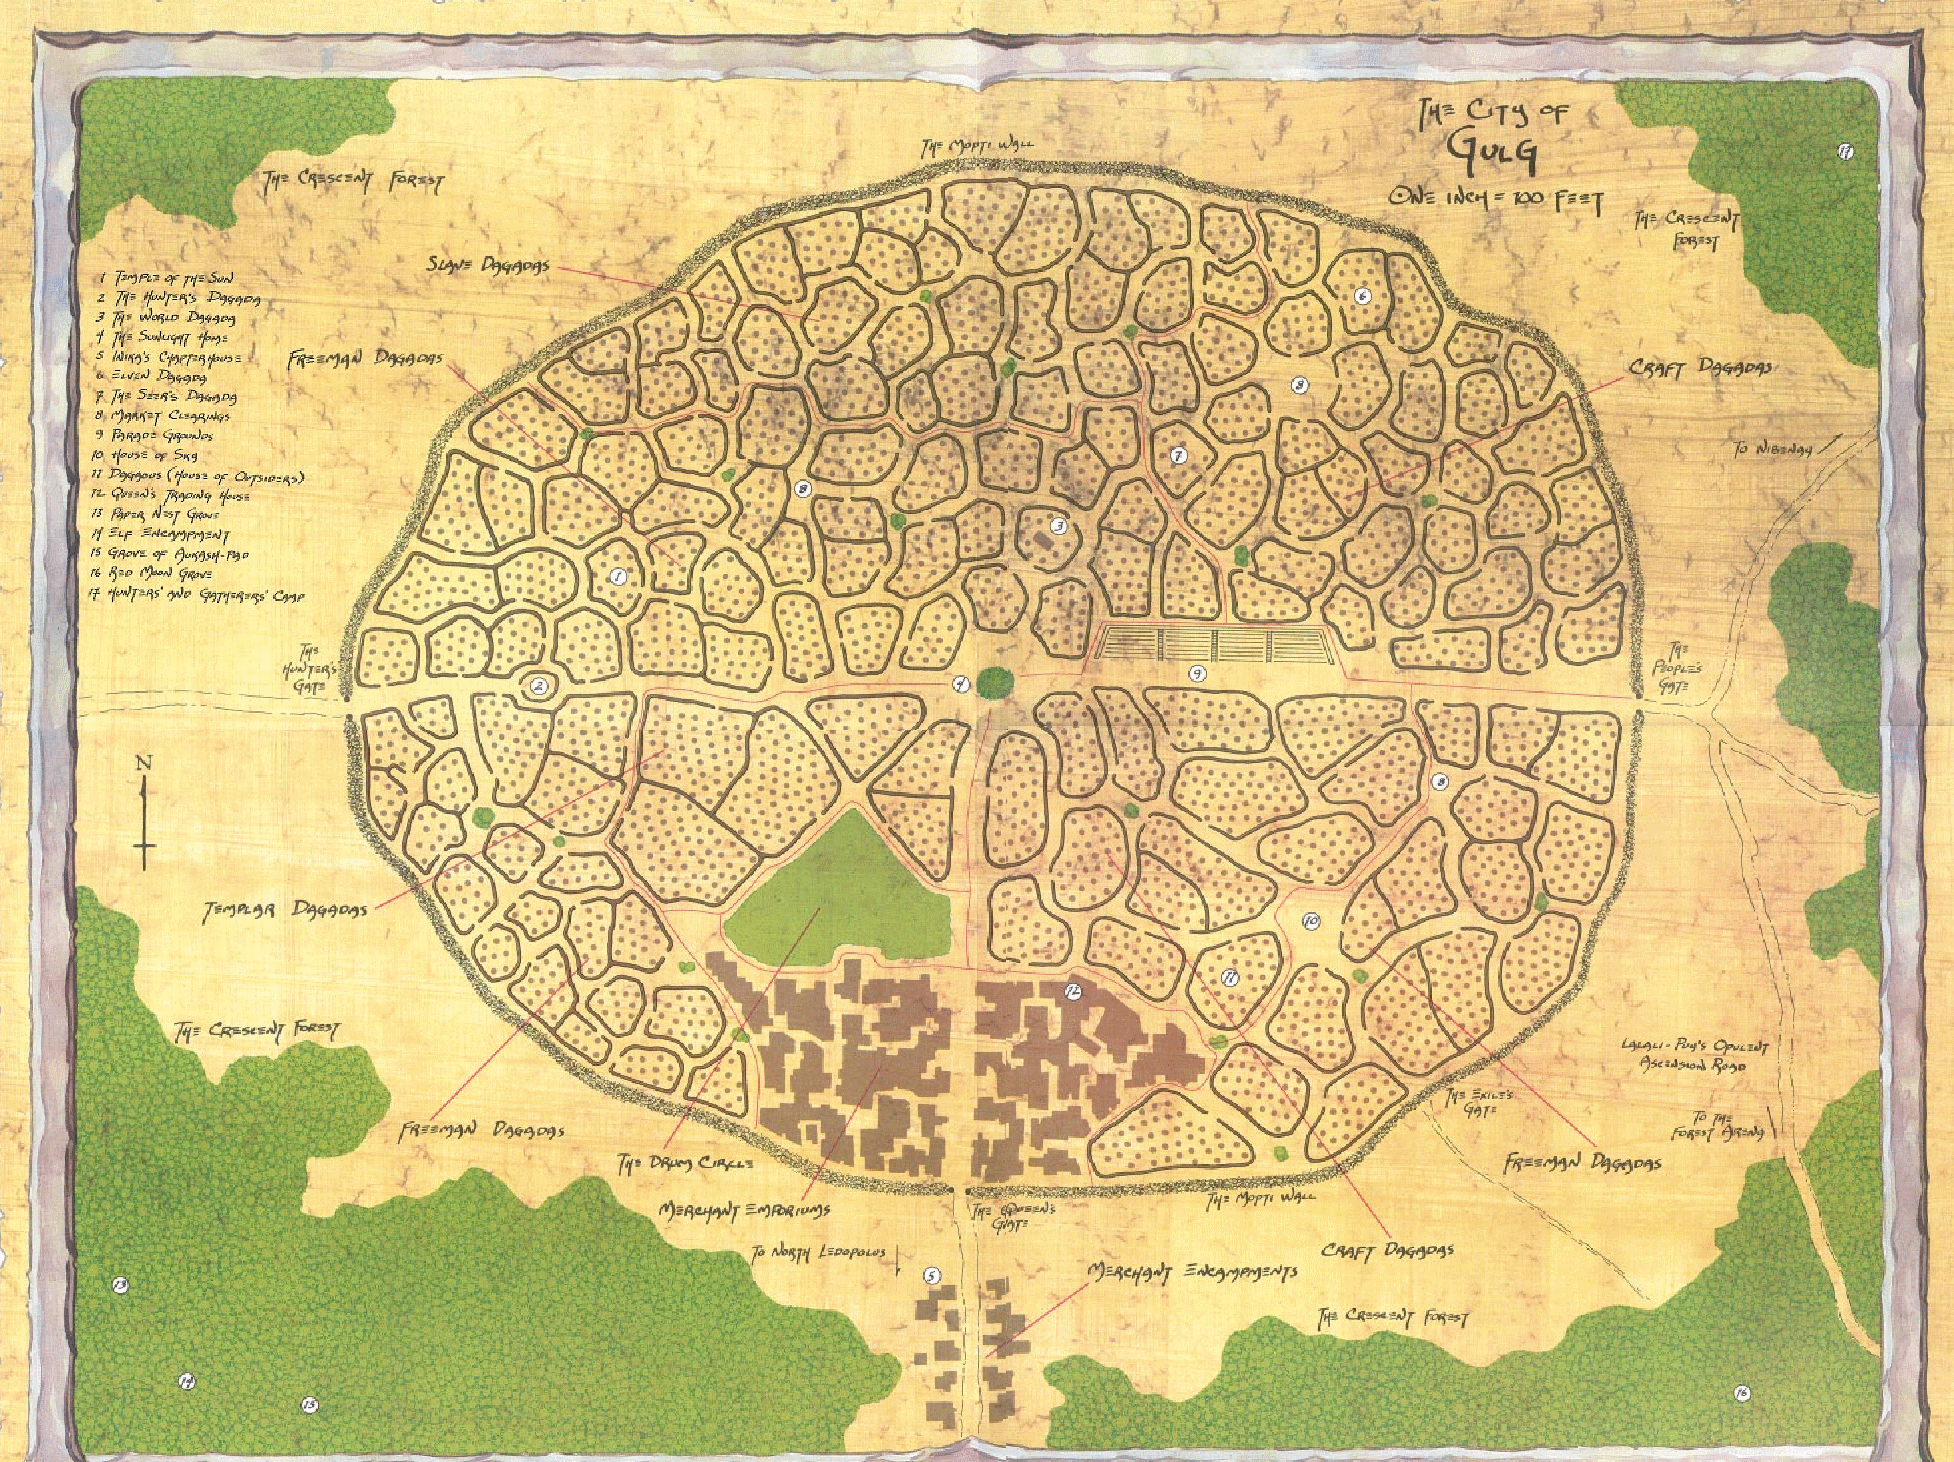 THE CITY OF
GULG
ONE INCH = 700 FEET
THE MOPTI WALL
THE CRESCENT FOREST
17
THE CRESCENT
FOREST
SLAVE DAGADAS
1 TEMPLE OF THE SUN
2 THE HUNTER'S DAGADA
3 THE WORLD DAGADA
4 THE SUNLIGHT HOME
5 INIKA'S CHAPTERHOUSE
6 ELVEN DAGADA
7 THE SEER'S DAGADA
8 MARKET CLEARINGS
9 PARADE GROUNDS
10 HOUSE OF SKY
11 DAGADUS (HOUSE OF OUTSIDERS)
12 QUEEN'S TRADING HOUSE
13 PAPER NEST GROVE
14 ELF ENCAMPMENT
15 GROVE OF AUKASH-PAD
16 RED MOON GROVE
17 HUNTERS' AND GATHERERS' CAMP
6
FREEMAN DAGADAS
CRAFT DAGADAS
8
TO NIBENAY
7
8
3
1
THE
HUNTER'S
GATE
THE
PEOPLE'S
GATE
2
4
9
N
8
TEMPLAR DAGADAS
10
11
12
THE CRESCENT FOREST
LALALI-PUY'S OPULENT
ASCENSION ROAD
THE EXILE'S
GATE
TO THE
FOREST ARENA
FREEMAN DAGADAS
THE DRUM CIRCLE
FREEMAN DAGADAS
MERCHANT EMPORIUMS
THE QUEEN'S
GATE
THE MOPTI WALL
TO NORTH LEDOPOLUS
CRAFT DAGADAS
5
MERCHANT ENCAMPMENTS
13
THE CRESCENT FOREST
14
15
16